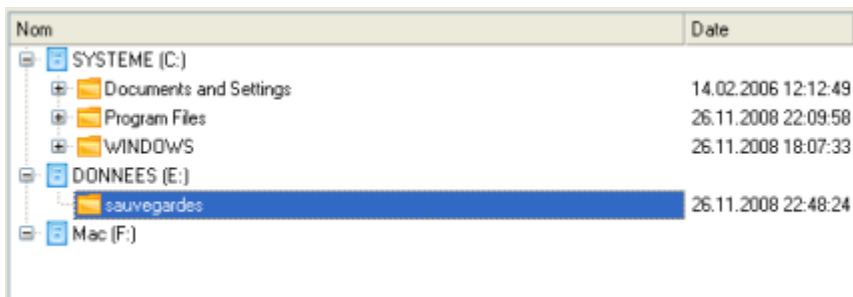 Nom Date
SYSTEME (C:)
Documents and Settings 14.02.2006 12:12:49
Program Files 26.11.2008 22:09:58
WINDOWS 26.11.2008 18:07:33
DONNEES (E:)
sauvegardes 26.11.2008 22:48:24
Mac (F:)